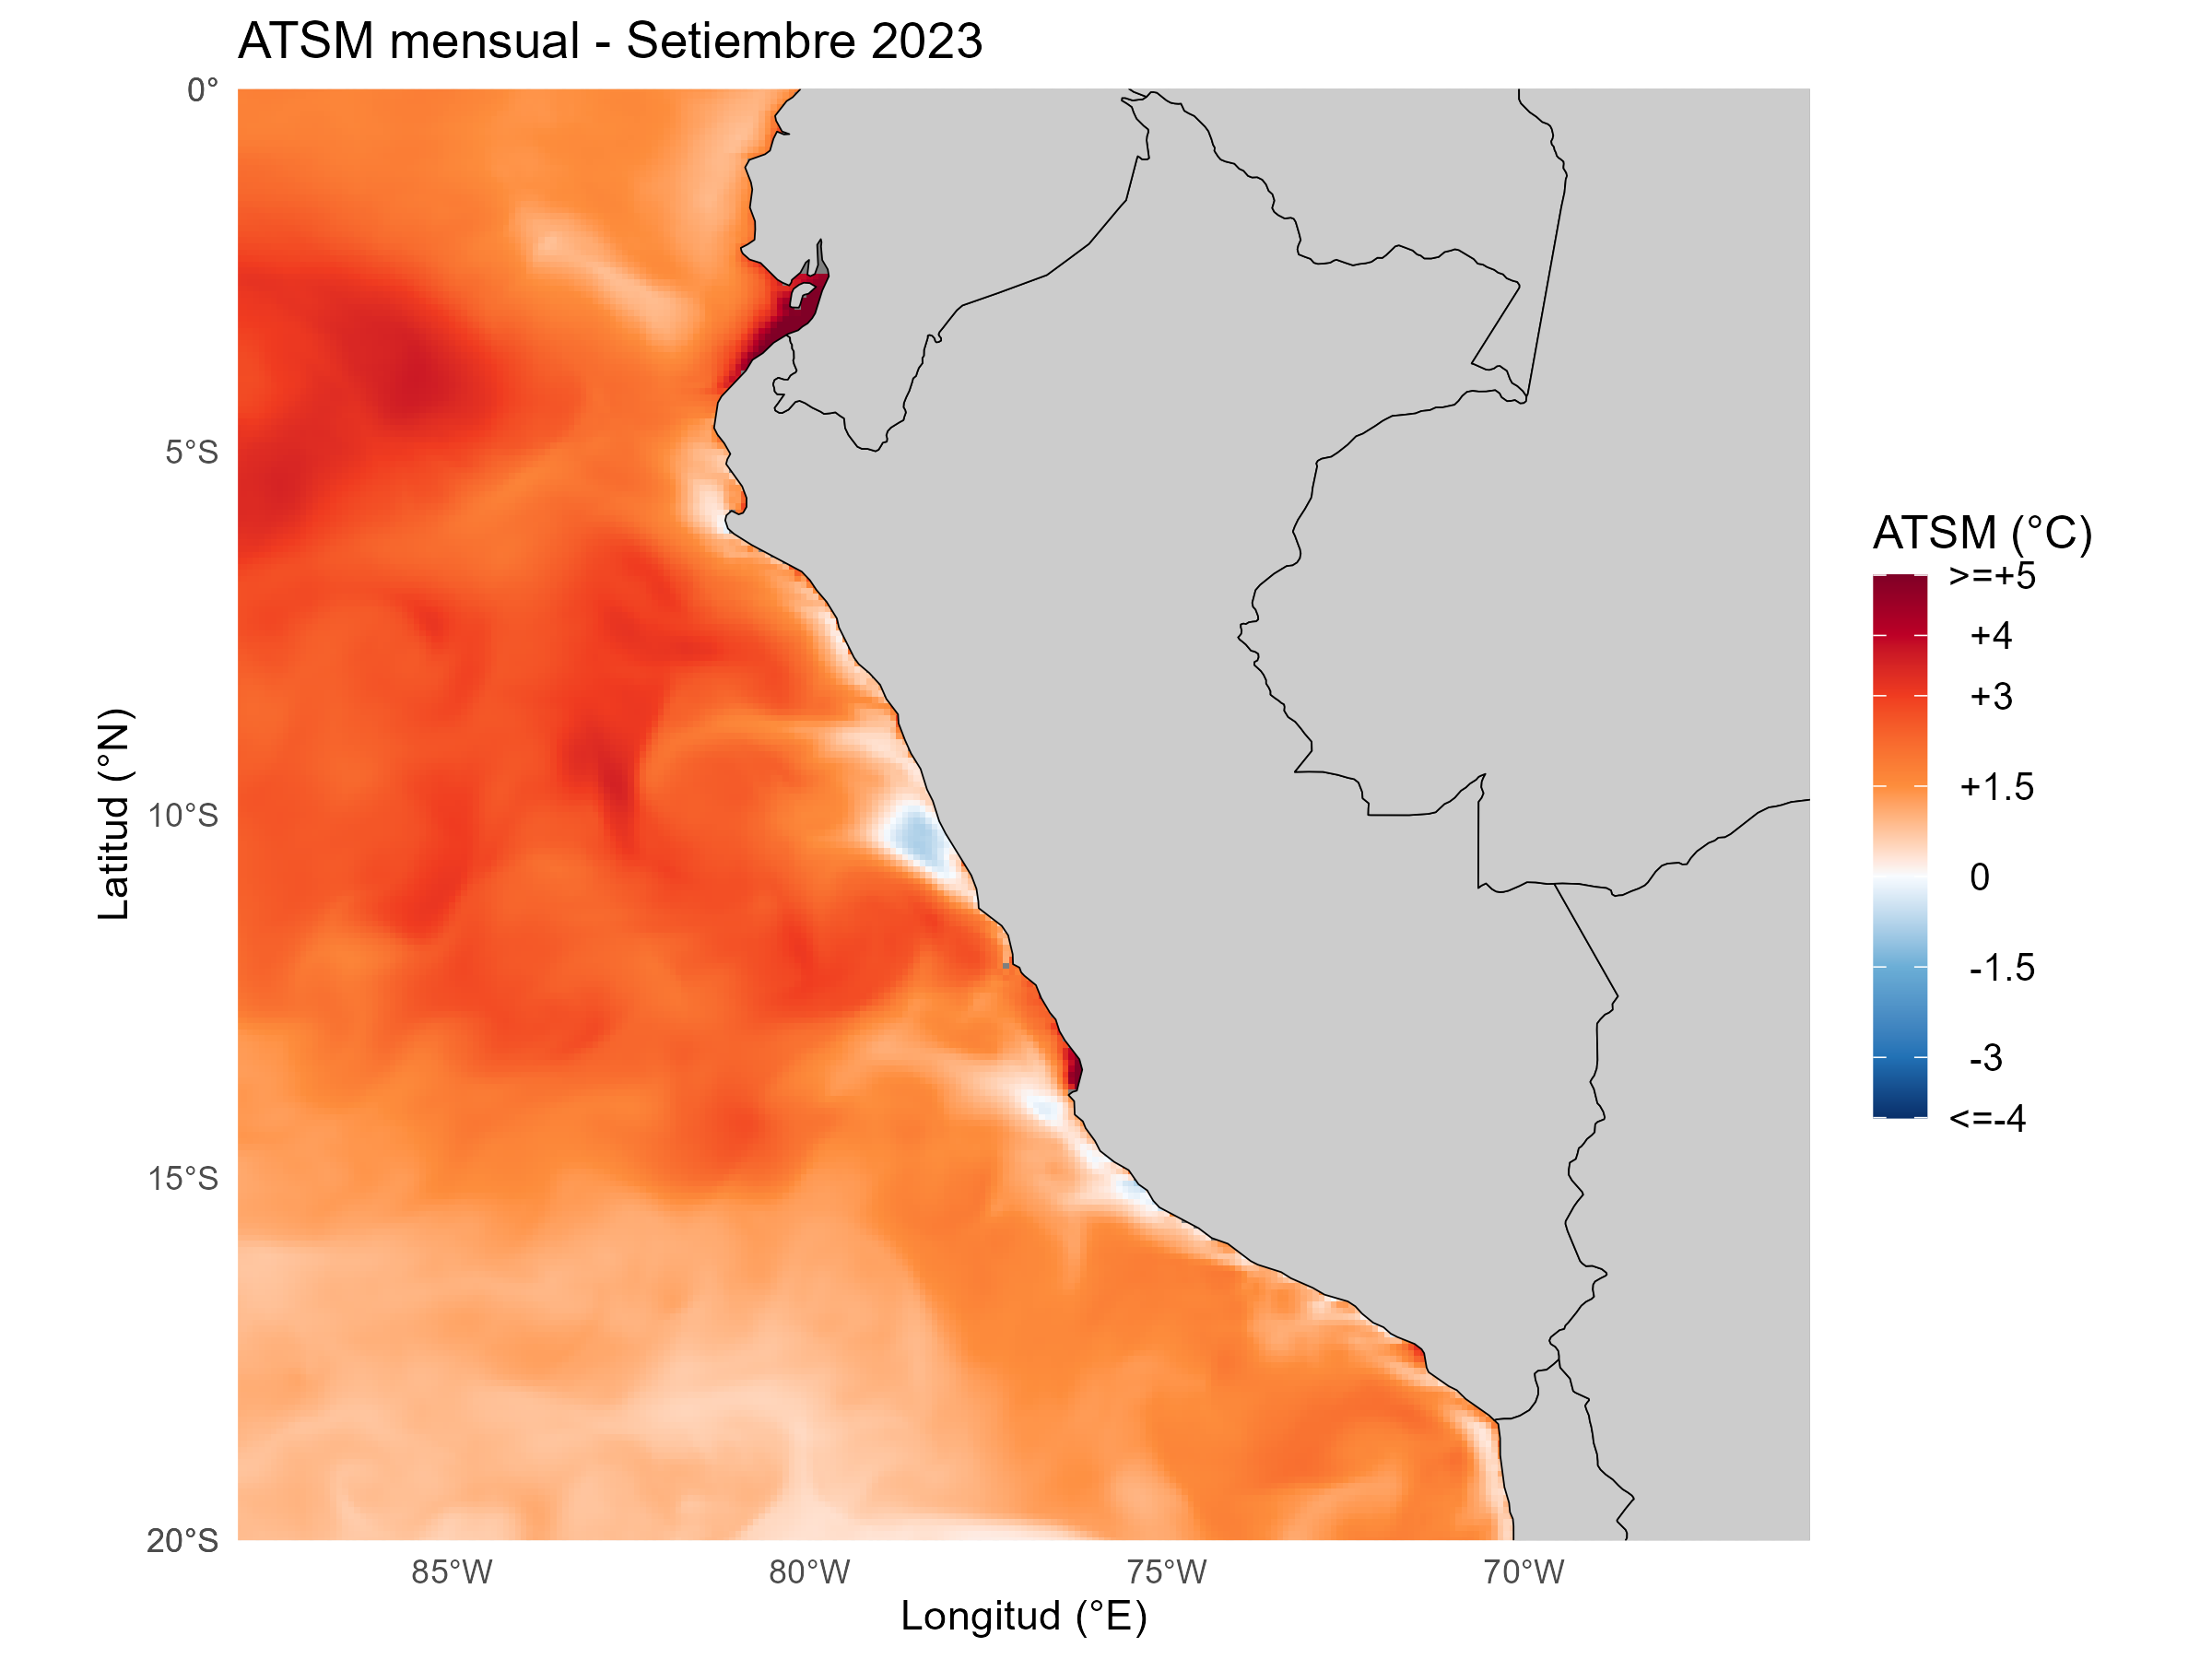 ATSM mensual - Setiembre 2023
0°
5°S
10°S
15°S
20°S
Latitud (°N)
85°W
80°W
75°W
70°W
Longitud (°E)
ATSM (°C)
>=+5
+4
+3
+1.5
0
-1.5
-3
<=-4